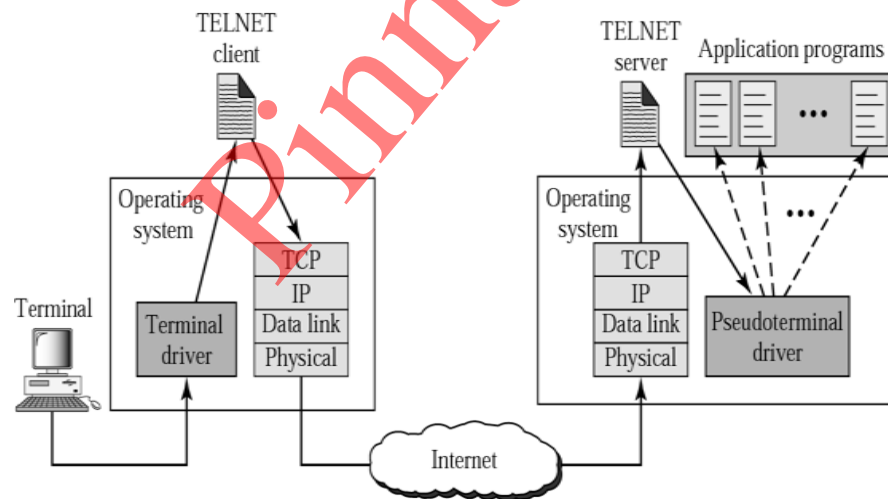 TELNET
client
TELNET
server
Application programs
...
Operating
system
Operating
system
...
TCP
IP
Data link
Physical
TCP
IP
Data link
Physical
Terminal
Terminal
driver
Pseudoterminal
driver
Internet
Pinn